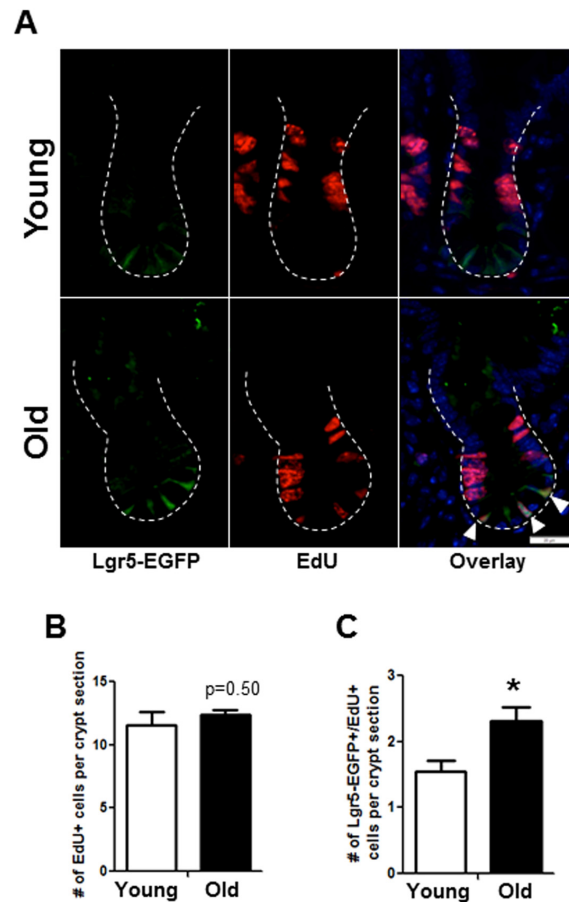 A
Young
Old
Lgr5-EGFP EdU Overlay
B
# of EdU+ cells per crypt section
15
10
5
0
p=0.50
Young Old
C
# of Lgr5-EGFP+/EdU+
cells per crypt section
3
2
1
0
*
Young Old